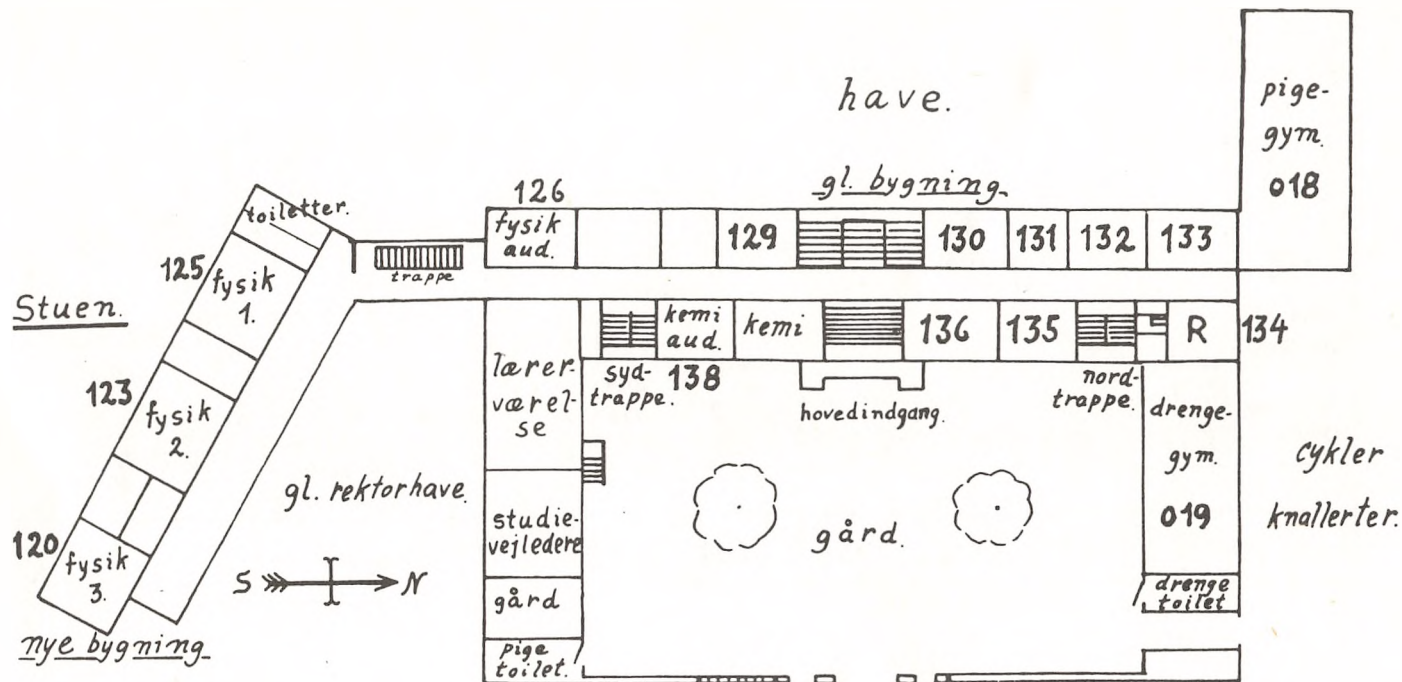 have.
pige-
gym.
018
gl. bygning
126
fysik
aud.
129
130
131
132
133
toiletter.
trappe
125
fysik
1.
Stuen.
123
fysik
2.
120
fysik
3.
nye bygning
gl. rektorhave.
S N
lærer-
værel-
se
studie-
vejledere
gård
pige
toilet.
kemi
aud.
138
kemi
136
135
R
134
syd-
trappe.
hovedindgang.
nord-
trappe.
gård.
drenge-
gym.
019
drenge
toilet
cykler
knallerter.